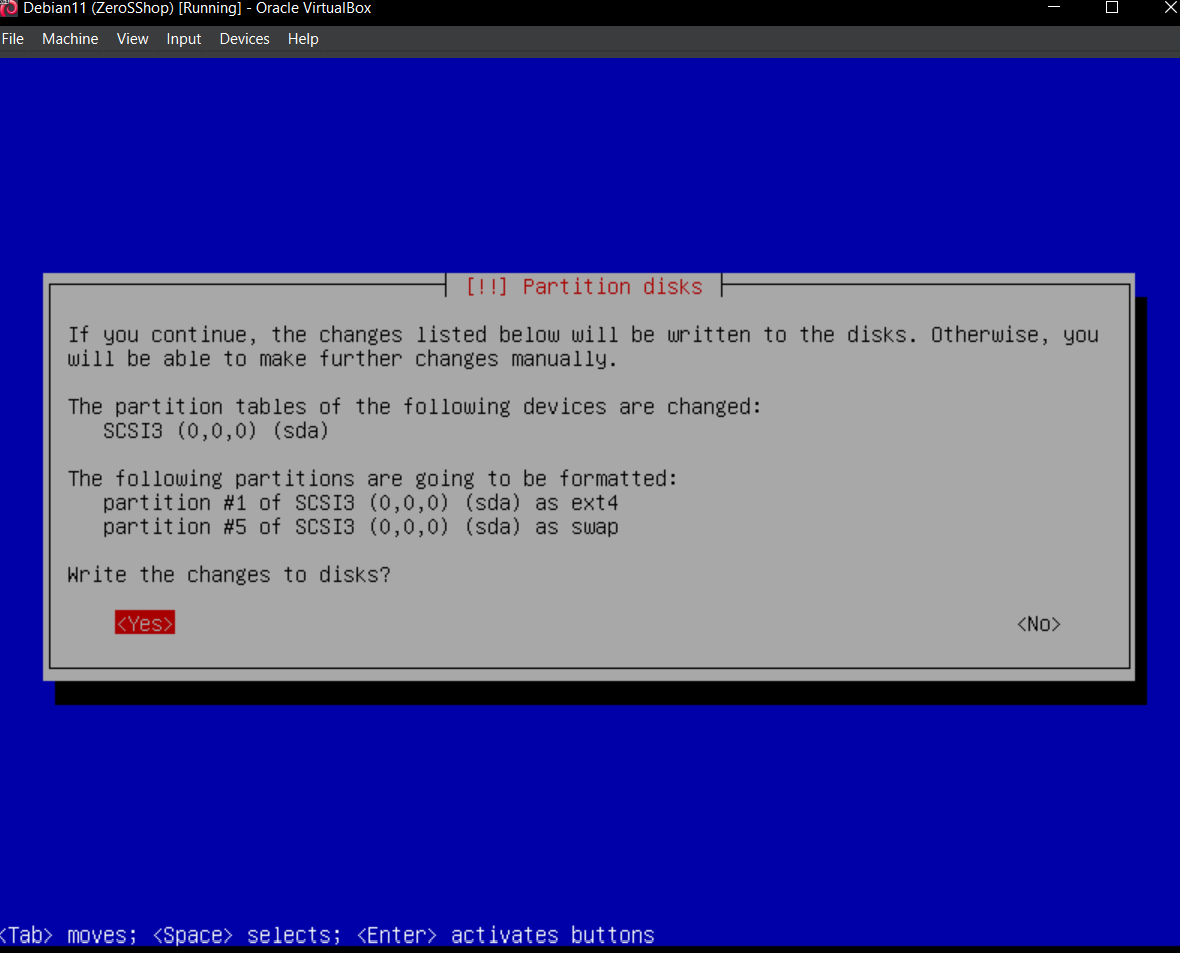 Debian11 (ZeroSShop) [Running] - Oracle VirtualBox
File Machine View Input Devices Help
[!!] Partition disks
If you continue, the changes listed below will be written to the disks. Otherwise, you
will be able to make further changes manually.
The partition tables of the following devices are changed:
SCSI3 (0,0,0) (sda)
The following partitions are going to be formatted:
partition #1 of SCSI3 (0,0,0) (sda) as ext4
partition #5 of SCSI3 (0,0,0) (sda) as swap
Write the changes to disks?
<Yes> <No>
<Tab> moves; <Space> selects; <Enter> activates buttons